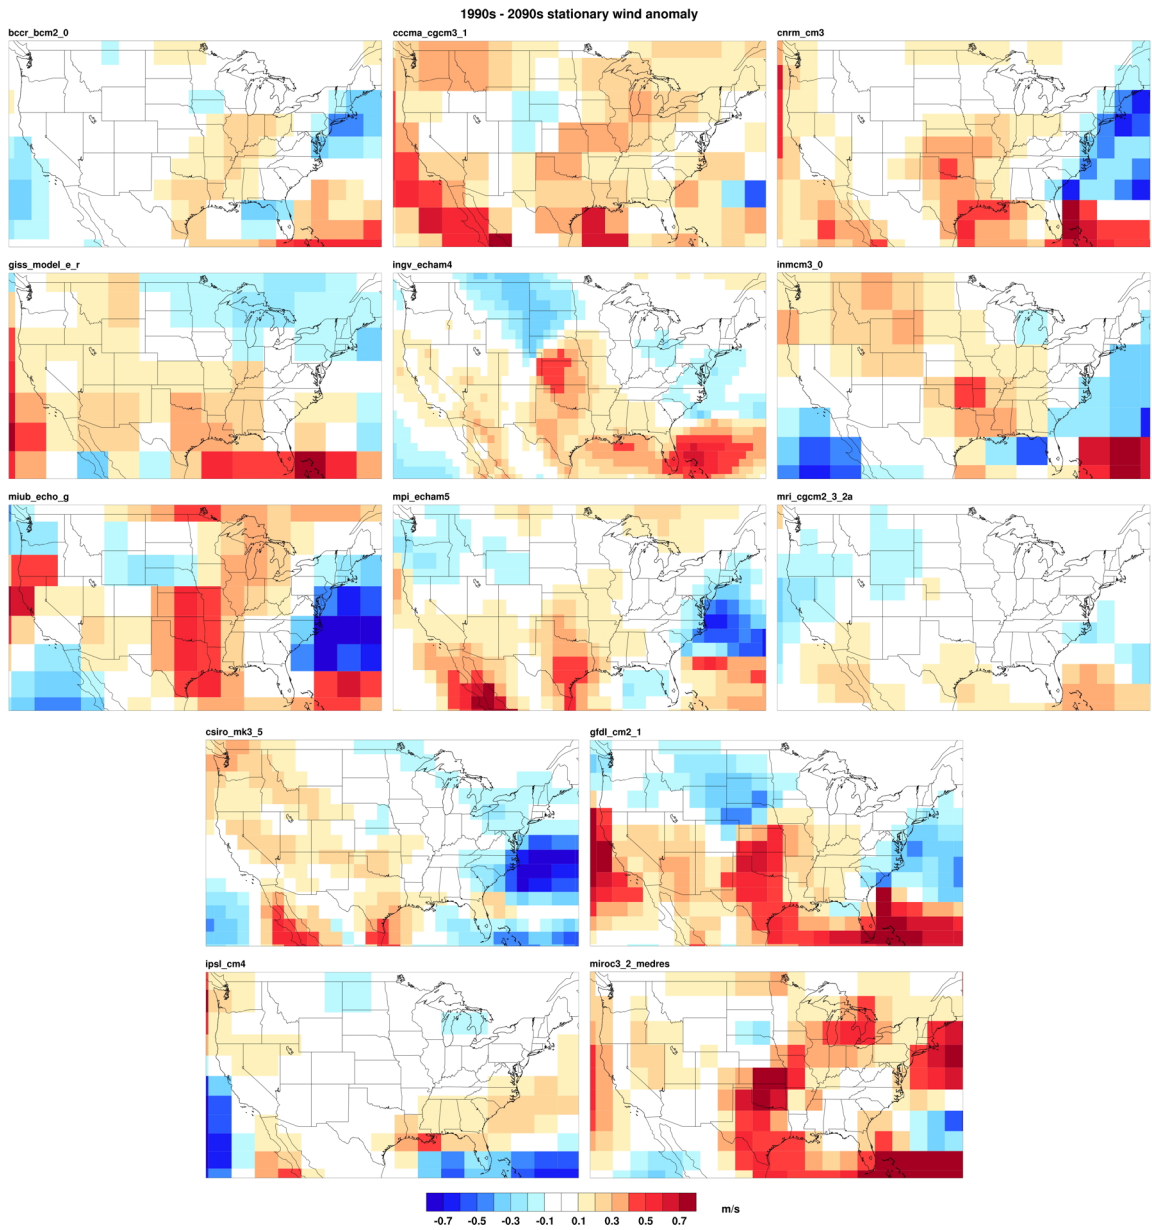 1990s - 2090s stationary wind anomaly
bccr_bcm2_0
cccma_cgcm3_1
cnrm_cm3
giss_model_e_r
ingv_echam4
inmcm3_0
miub_echo_g
mpi_echam5
mri_cgcm2_3_2a
csiro_mk3_5
gfdl_cm2_1
ipsl_cm4
miroc3_2_medres
-0.7 -0.5 -0.3 -0.1 0.1 0.3 0.5 0.7 m/s